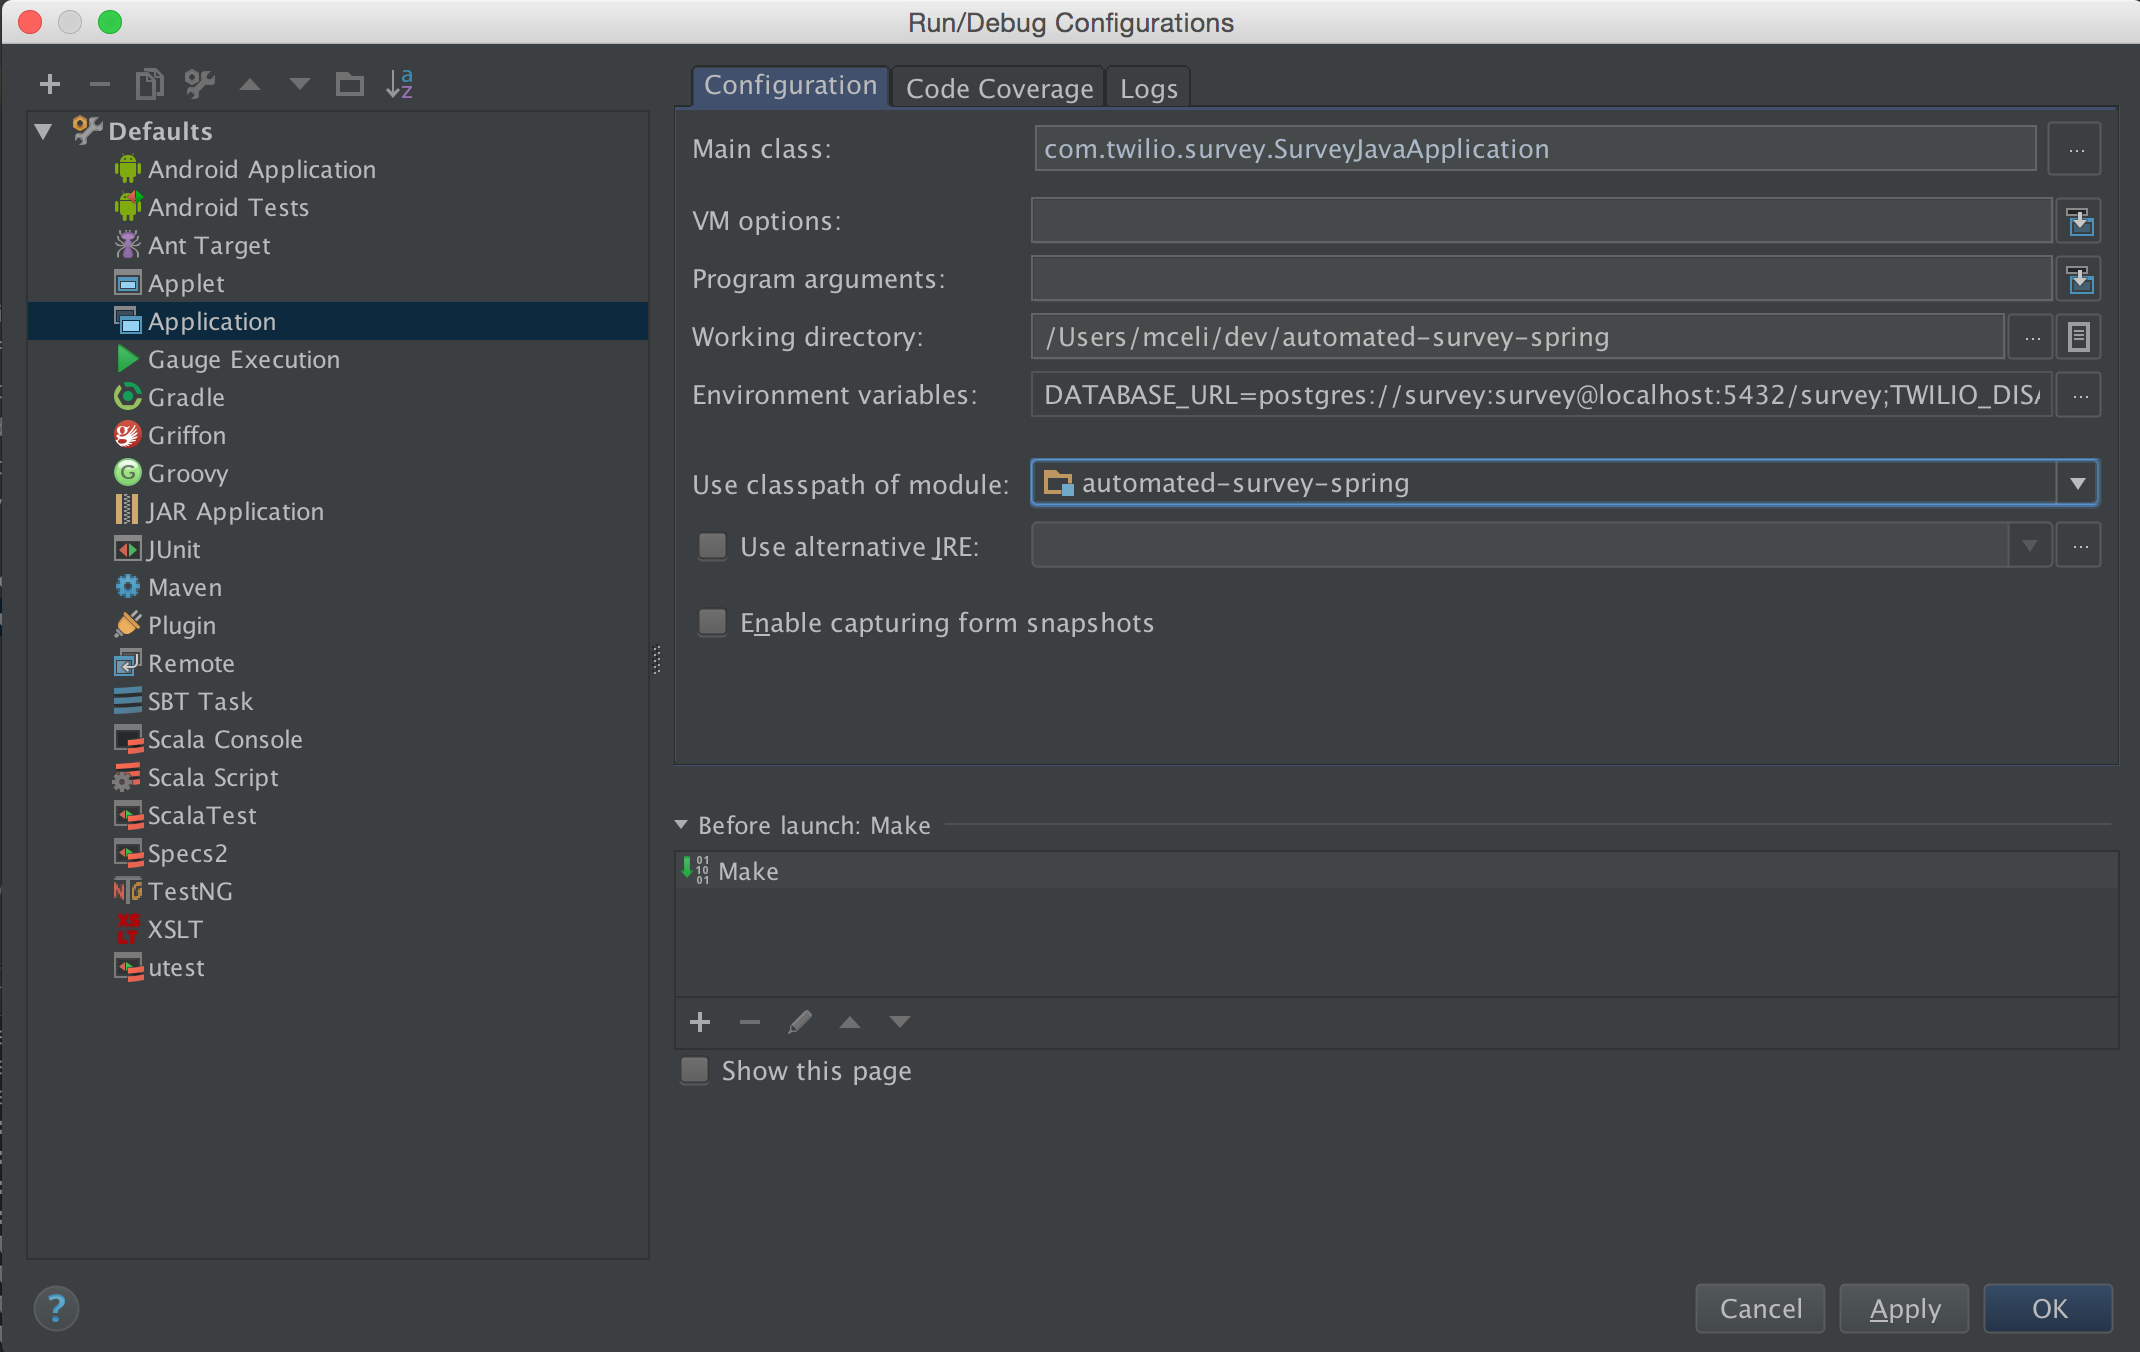 Run/Debug Configurations
Defaults
Android Application
Android Tests
Ant Target
Applet
Application
Gauge Execution
Gradle
Griffon
Groovy
JAR Application
JUnit
Maven
Plugin
Remote
SBT Task
Scala Console
Scala Script
ScalaTest
Specs2
TestNG
XSLT
utest
Configuration
Code Coverage
Logs
Main class: com.twilio.survey.SurveyJavaApplication ...
VM options:
Program arguments:
Working directory: /Users/mceli/dev/automated-survey-spring ...
Environment variables: DATABASE_URL=postgres://survey:survey@localhost:5432/survey;TWILIO_DISA ...
Use classpath of module: automated-survey-spring
Use alternative JRE: ...
Enable capturing form snapshots
Before launch: Make
Make
Show this page
? Cancel Apply OK